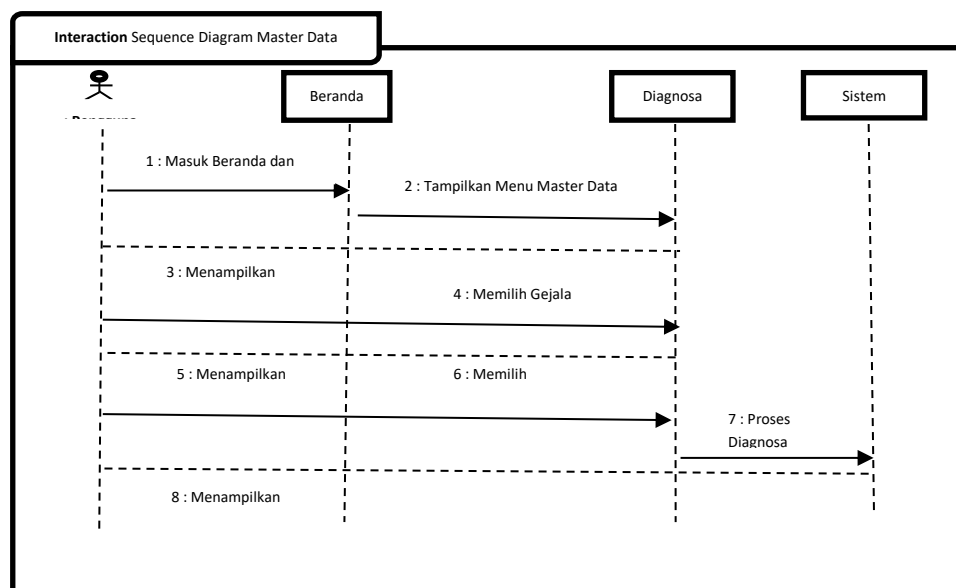 Interaction Sequence Diagram Master Data
Beranda
Diagnosa
Sistem
1 : Masuk Beranda dan
2 : Tampilkan Menu Master Data
3 : Menampilkan
4 : Memilih Gejala
5 : Menampilkan
6 : Memilih
7 : Proses
Diagnosa
8 : Menampilkan